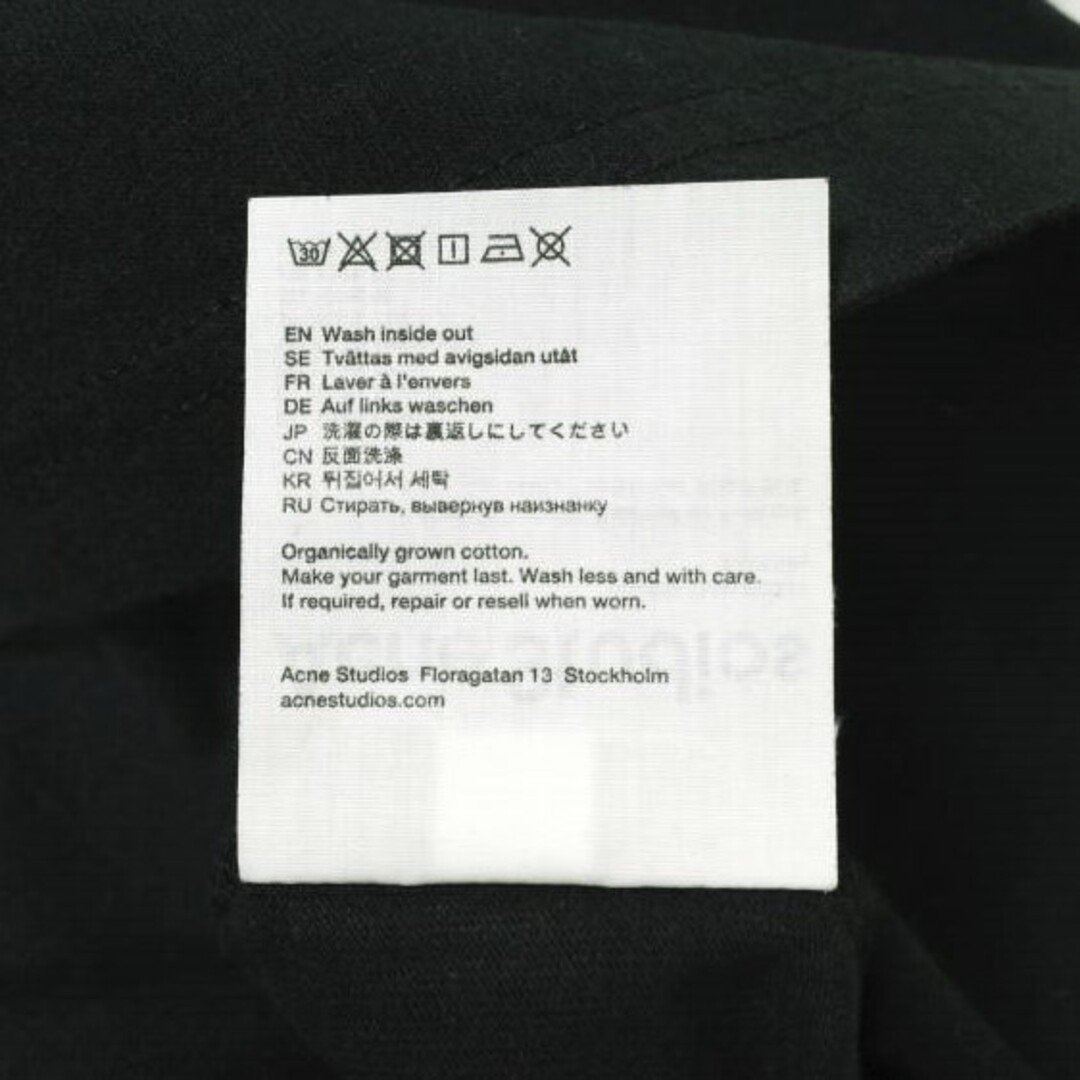 30
EN Wash inside out
SE Tvättas med avigsidan utåt
FR Laver à l'envers
DE Auf links waschen
JP 洗濯の際は裏返しにしてください
CN 反面洗涤
KR 뒤집어서 세탁
RU Стирать, вывернув наизнанку
Organically grown cotton.
Make your garment last. Wash less and with care.
If required, repair or resell when worn.
Acne Studios Floragatan 13 Stockholm
acnestudios.com